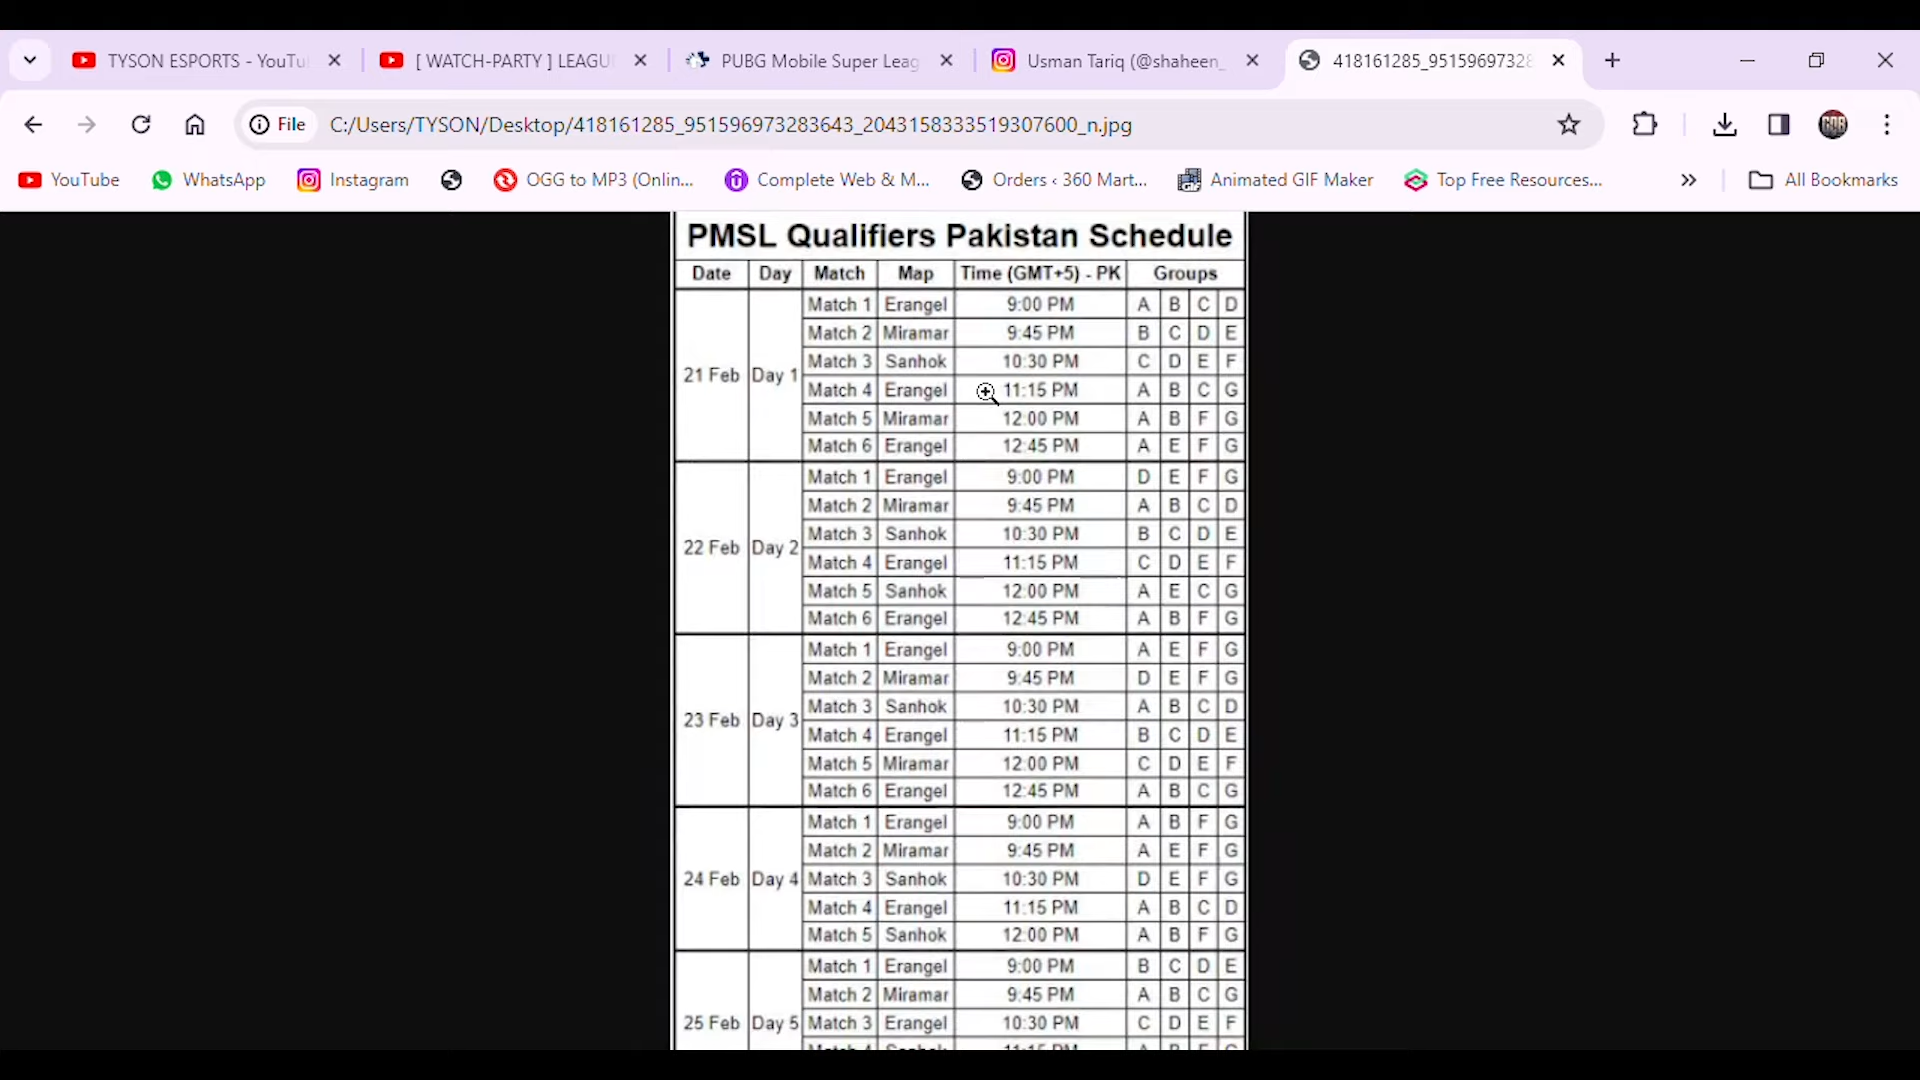 TYSON ESPORTS - YouTu
[ WATCH-PARTY ] LEAGU
PUBG Mobile Super Leag
Usman Tariq (@shaheen_
418161285_95159697328
File
C:/Users/TYSON/Desktop/418161285_951596973283643_2043158333519307600_n.jpg
YouTube
WhatsApp
Instagram
OGG to MP3 (Onlin...
Complete Web & M...
Orders ‹ 360 Mart...
Animated GIF Maker
Top Free Resources...
All Bookmarks
PMSL Qualifiers Pakistan Schedule
Date Day Match Map Time (GMT+5) - PK Groups
21 Feb Day 1
Match 1 Erangel 9:00 PM A B C D
Match 2 Miramar 9:45 PM B C D E
Match 3 Sanhok 10:30 PM C D E F
Match 4 Erangel 11:15 PM A B C G
Match 5 Miramar 12:00 PM A B F G
Match 6 Erangel 12:45 PM A E F G
22 Feb Day 2
Match 1 Erangel 9:00 PM D E F G
Match 2 Miramar 9:45 PM A B C D
Match 3 Sanhok 10:30 PM B C D E
Match 4 Erangel 11:15 PM C D E F
Match 5 Sanhok 12:00 PM A E C G
Match 6 Erangel 12:45 PM A B F G
23 Feb Day 3
Match 1 Erangel 9:00 PM A E F G
Match 2 Miramar 9:45 PM D E F G
Match 3 Sanhok 10:30 PM A B C D
Match 4 Erangel 11:15 PM B C D E
Match 5 Miramar 12:00 PM C D E F
Match 6 Erangel 12:45 PM A B C G
24 Feb Day 4
Match 1 Erangel 9:00 PM A B F G
Match 2 Miramar 9:45 PM A E F G
Match 3 Sanhok 10:30 PM D E F G
Match 4 Erangel 11:15 PM A B C D
Match 5 Sanhok 12:00 PM A B F G
25 Feb Day 5
Match 1 Erangel 9:00 PM B C D E
Match 2 Miramar 9:45 PM A B C G
Match 3 Erangel 10:30 PM C D E F